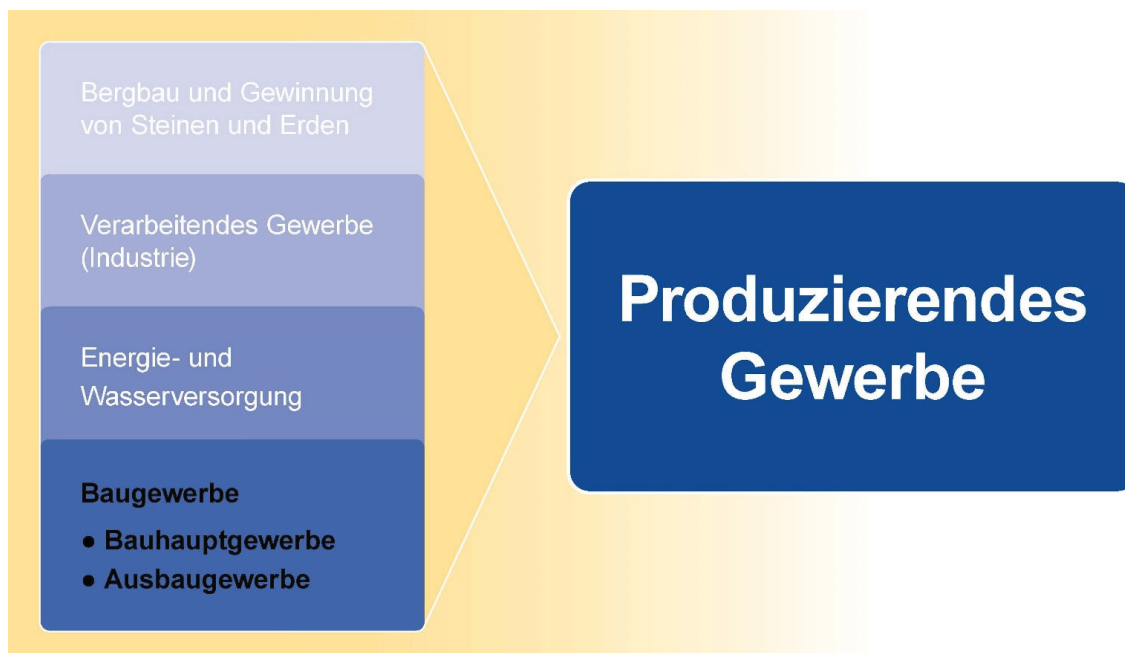 Bergbau und Gewinnung
von Steinen und Erden
Verarbeitendes Gewerbe
(Industrie)
Energie- und
Wasserversorgung
Baugewerbe
● Bauhauptgewerbe
● Ausbaugewerbe
Produzierendes
Gewerbe